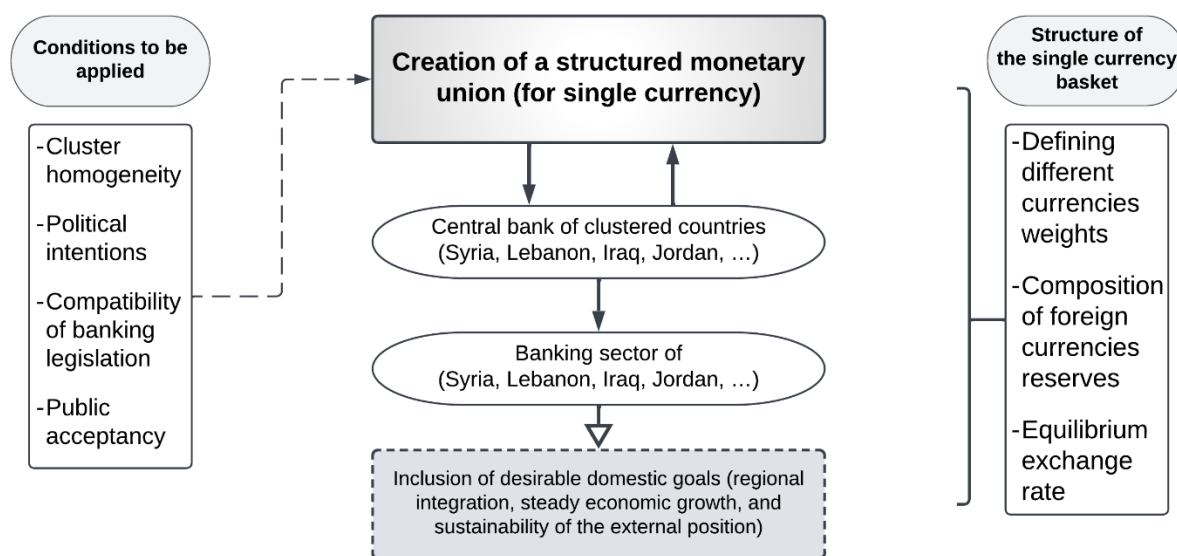 Conditions to be
applied
-Cluster
homogeneity
-Political
intentions
-Compatibility
of banking
legislation
-Public
acceptancy
Creation of a structured monetary
union (for single currency)
Central bank of clustered countries
(Syria, Lebanon, Iraq, Jordan, …)
Banking sector of
(Syria, Lebanon, Iraq, Jordan, …)
Inclusion of desirable domestic goals (regional
integration, steady economic growth, and
sustainability of the external position)
Structure of
the single currency
basket
-Defining
different
currencies
weights
-Composition
of foreign
currencies
reserves
-Equilibrium
exchange
rate